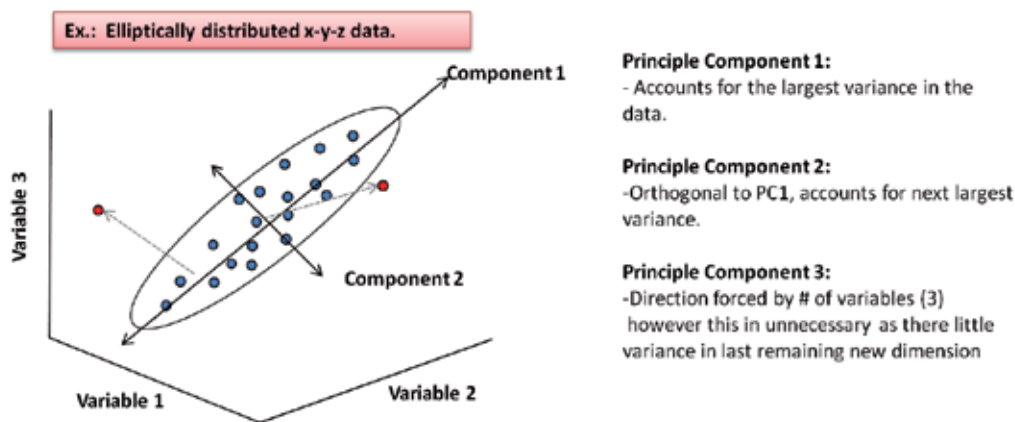 Ex.: Elliptically distributed x-y-z data.
Component 1
Component 2
Variable 3
Variable 1
Variable 2
Principle Component 1:
- Accounts for the largest variance in the
data.
Principle Component 2:
-Orthogonal to PC1, accounts for next largest
variance.
Principle Component 3:
-Direction forced by # of variables (3)
however this in unnecessary as there little
variance in last remaining new dimension